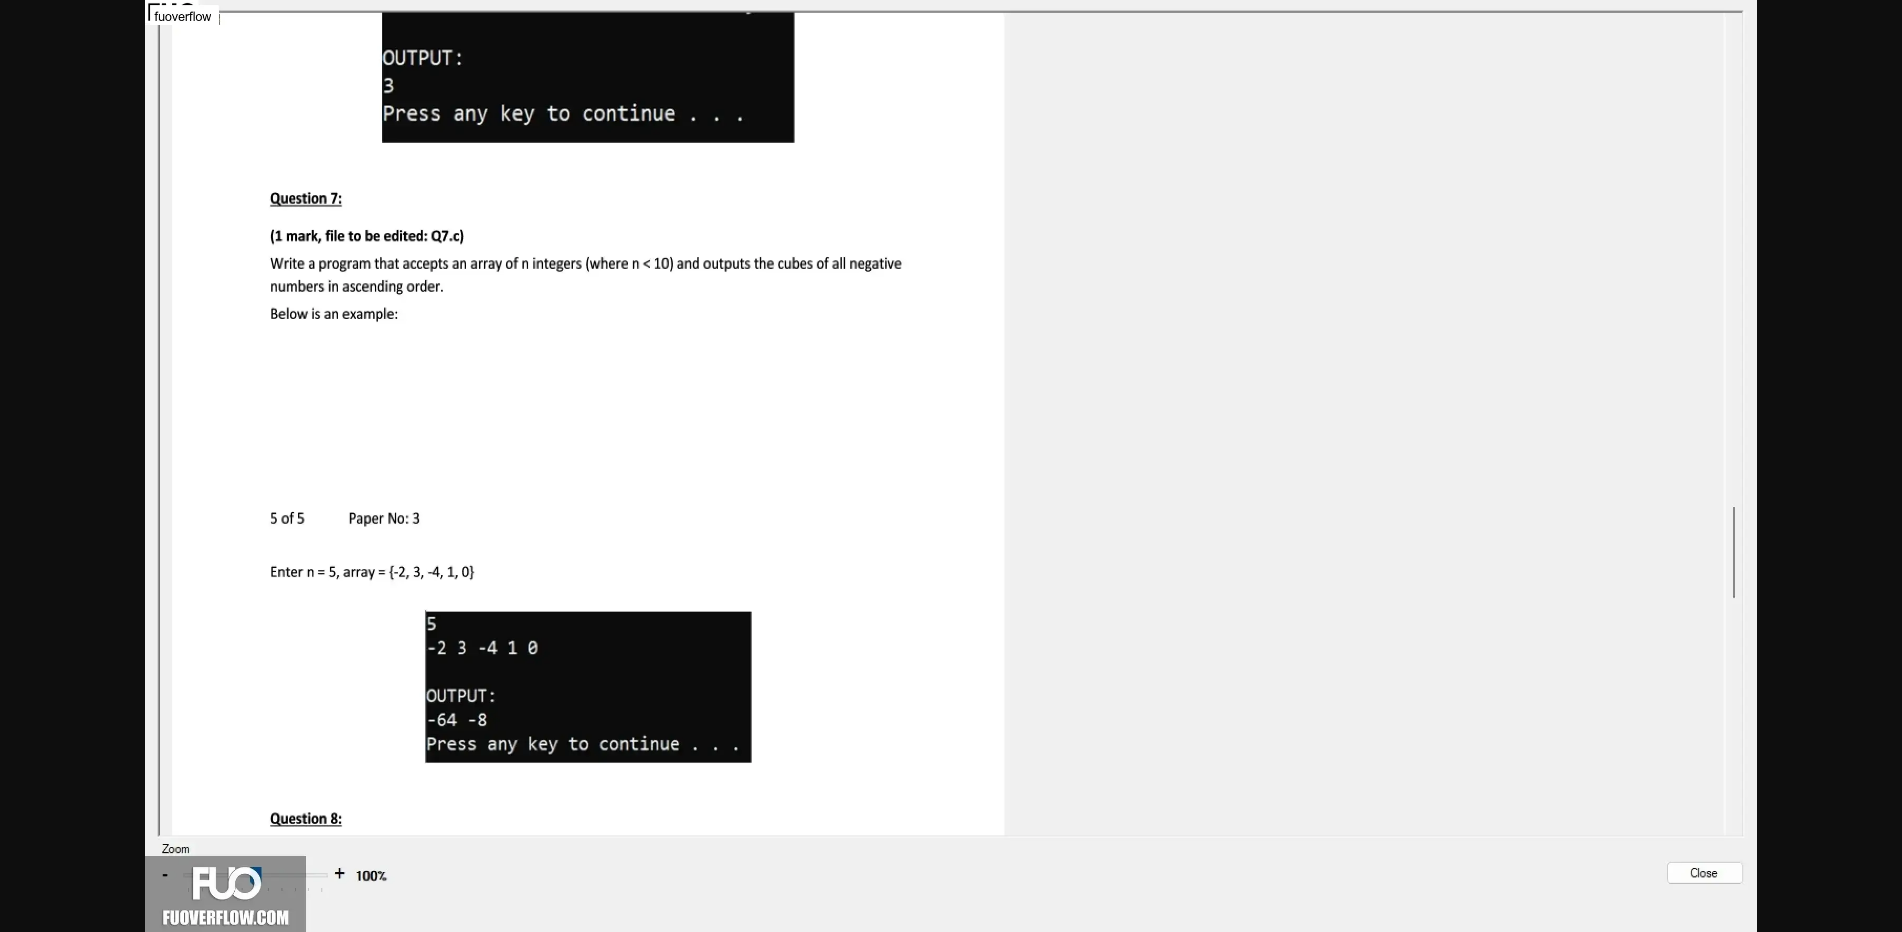 fuoverflow
OUTPUT:
3
Press any key to continue . . .
Question 7:
(1 mark, file to be edited: Q7.c)
Write a program that accepts an array of n integers (where n < 10) and outputs the cubes of all negative
numbers in ascending order.
Below is an example:
5 of 5 Paper No: 3
Enter n = 5, array = {-2, 3, -4, 1, 0}
5
-2 3 -4 1 0
OUTPUT:
-64 -8
Press any key to continue . . .
Question 8:
Zoom
- + 100%
Close
FUO
FUOVERFLOW.COM